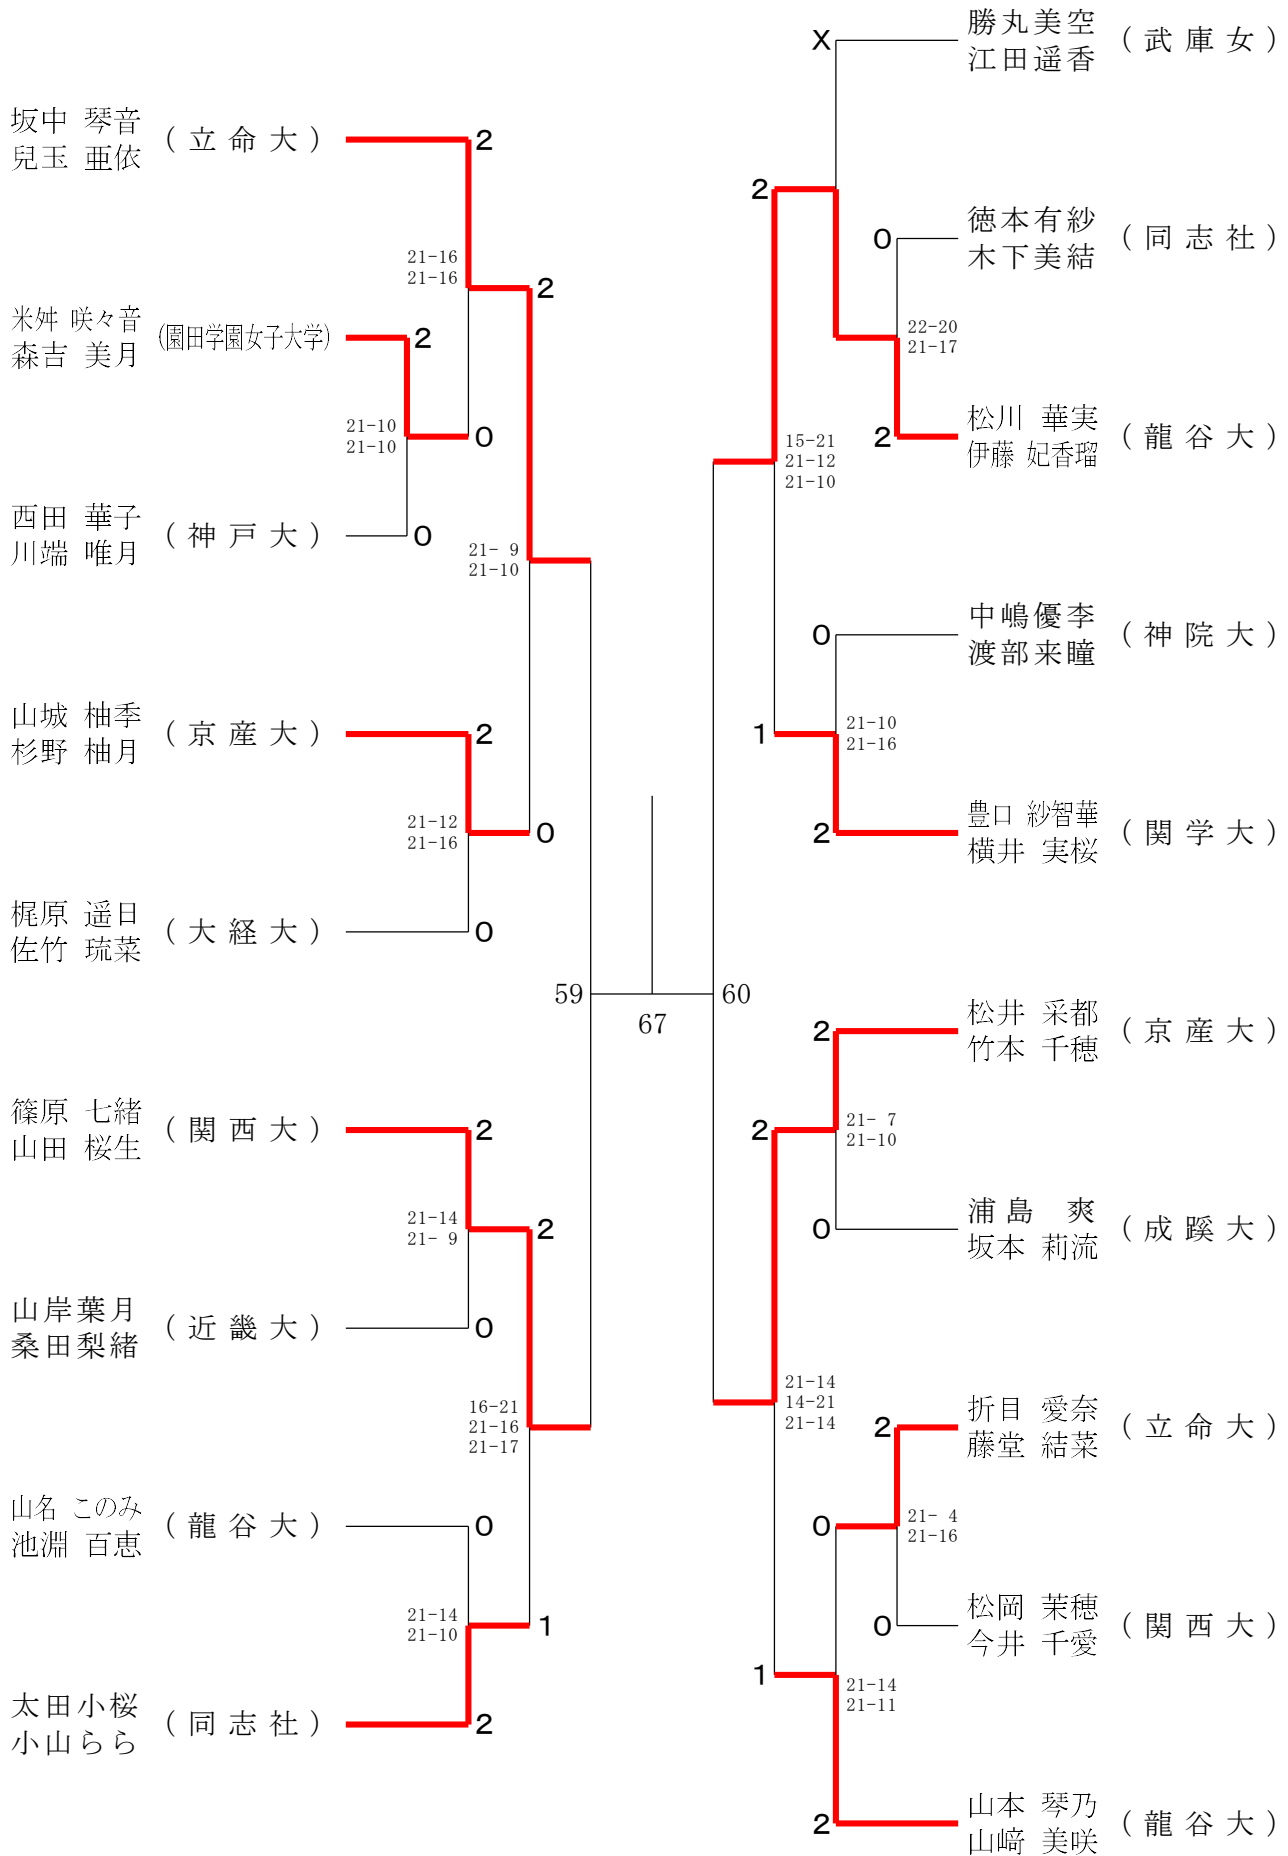 坂中 琴音
兒玉 亜依
(立命大)
2
21-16
21-16
2
米舛 咲々音
森吉 美月
(園田学園女子大学)
2
21-10
21-10
0
西田 華子
川端 唯月
(神戸大)
0
21- 9
21-10
山城 柚季
杉野 柚月
(京産大)
2
21-12
21-16
0
梶原 遥日
佐竹 琉菜
(大経大)
0
59
67
60
篠原 七緒
山田 桜生
(関西大)
2
21-14
21- 9
2
山岸葉月
桑田梨緒
(近畿大)
0
16-21
21-16
21-17
山名 このみ
池淵 百恵
(龍谷大)
0
21-14
21-10
1
太田小桜
小山らら
(同志社)
2
X
勝丸美空
江田遥香
(武庫女)
2
0
徳本有紗
木下美結
(同志社)
22-20
21-17
2
松川 華実
伊藤 妃香瑠
(龍谷大)
15-21
21-12
21-10
0
中嶋優李
渡部来瞳
(神院大)
1
21-10
21-16
2
豊口 紗智華
横井 実桜
(関学大)
2
松井 采都
竹本 千穂
(京産大)
2
21- 7
21-10
0
浦島 爽
坂本 莉流
(成蹊大)
21-14
14-21
21-14
2
折目 愛奈
藤堂 結菜
(立命大)
0
21- 4
21-16
0
松岡 茉穂
今井 千愛
(関西大)
1
21-14
21-11
2
山本 琴乃
山﨑 美咲
(龍谷大)